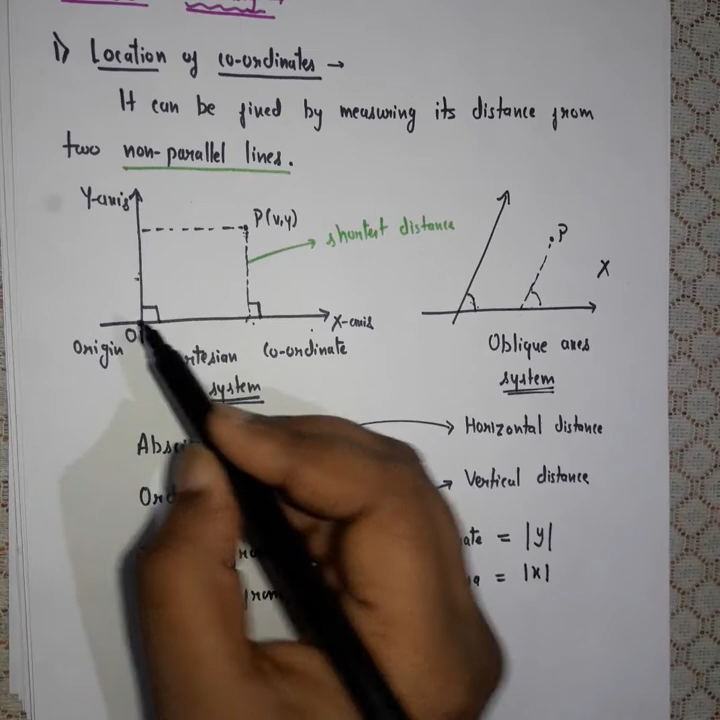 i) Location of co-ordinates →
It can be fixed by measuring its distance from
two non-parallel lines.
Y-axis
P(x,y)
shortest distance
P
X
O
X-axis
Origin
Co-ordinate
system
Oblique axes
system
Horizontal distance
Vertical distance
= |y|
= |x|